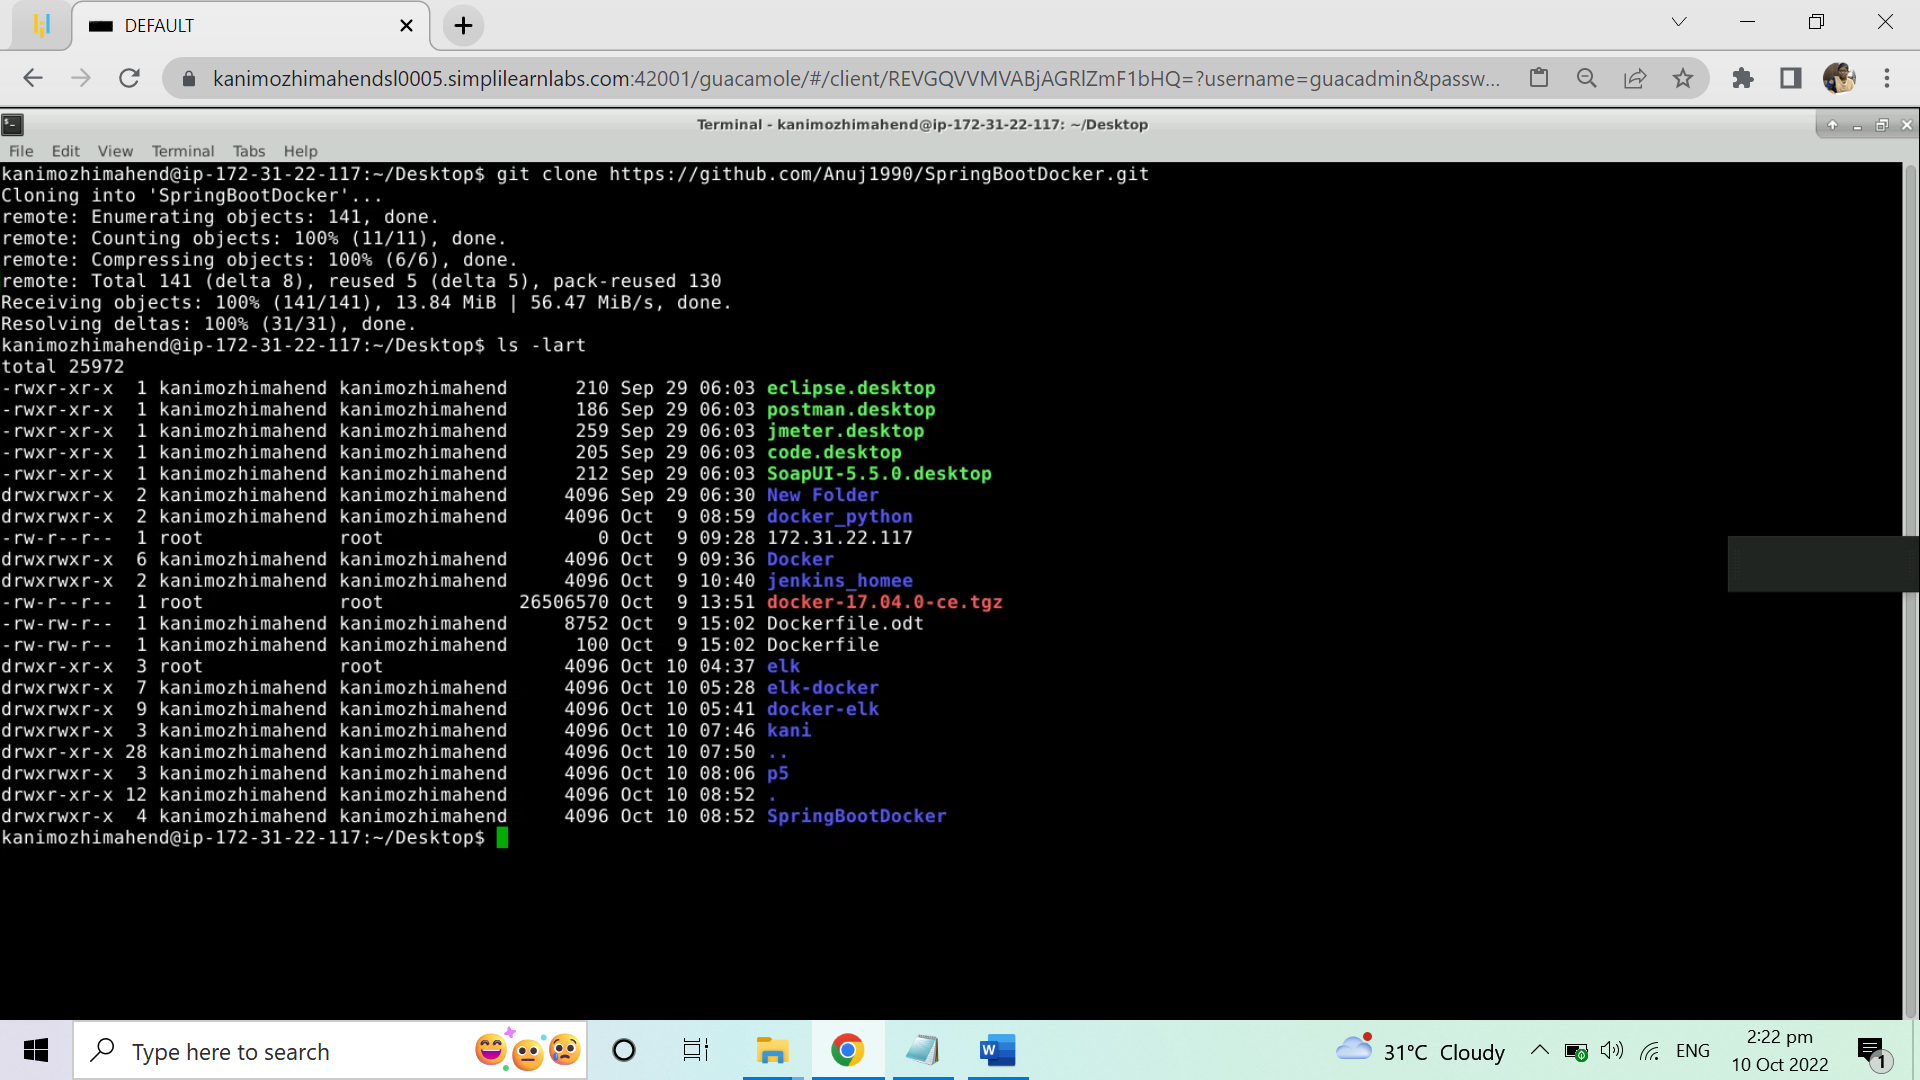 DEFAULT
kanimozhimahendsl0005.simplilearnlabs.com:42001/guacamole/#/client/REVGQVVMVABjAGRlZmF1bHQ=?username=guacadmin&passw...
Terminal - kanimozhimahend@ip-172-31-22-117: ~/Desktop
File Edit View Terminal Tabs Help
kanimozhimahend@ip-172-31-22-117:~/Desktop$ git clone https://github.com/Anuj1990/SpringBootDocker.git
Cloning into 'SpringBootDocker'...
remote: Enumerating objects: 141, done.
remote: Counting objects: 100% (11/11), done.
remote: Compressing objects: 100% (6/6), done.
remote: Total 141 (delta 8), reused 5 (delta 5), pack-reused 130
Receiving objects: 100% (141/141), 13.84 MiB | 56.47 MiB/s, done.
Resolving deltas: 100% (31/31), done.
kanimozhimahend@ip-172-31-22-117:~/Desktop$ ls -lart
total 25972
-rwxr-xr-x  1 kanimozhimahend kanimozhimahend      210 Sep 29 06:03 eclipse.desktop
-rwxr-xr-x  1 kanimozhimahend kanimozhimahend      186 Sep 29 06:03 postman.desktop
-rwxr-xr-x  1 kanimozhimahend kanimozhimahend      259 Sep 29 06:03 jmeter.desktop
-rwxr-xr-x  1 kanimozhimahend kanimozhimahend      205 Sep 29 06:03 code.desktop
-rwxr-xr-x  1 kanimozhimahend kanimozhimahend      212 Sep 29 06:03 SoapUI-5.5.0.desktop
drwxrwxr-x  2 kanimozhimahend kanimozhimahend     4096 Sep 29 06:30 New Folder
drwxrwxr-x  2 kanimozhimahend kanimozhimahend     4096 Oct  9 08:59 docker_python
-rw-r--r--  1 root            root                   0 Oct  9 09:28 172.31.22.117
drwxrwxr-x  6 kanimozhimahend kanimozhimahend     4096 Oct  9 09:36 Docker
drwxrwxr-x  2 kanimozhimahend kanimozhimahend     4096 Oct  9 10:40 jenkins_homee
-rw-r--r--  1 root            root            26506570 Oct  9 13:51 docker-17.04.0-ce.tgz
-rw-rw-r--  1 kanimozhimahend kanimozhimahend     8752 Oct  9 15:02 Dockerfile.odt
-rw-rw-r--  1 kanimozhimahend kanimozhimahend      100 Oct  9 15:02 Dockerfile
drwxr-xr-x  3 root            root                4096 Oct 10 04:37 elk
drwxrwxr-x  7 kanimozhimahend kanimozhimahend     4096 Oct 10 05:28 elk-docker
drwxrwxr-x  9 kanimozhimahend kanimozhimahend     4096 Oct 10 05:41 docker-elk
drwxrwxr-x  3 kanimozhimahend kanimozhimahend     4096 Oct 10 07:46 kani
drwxr-xr-x 28 kanimozhimahend kanimozhimahend     4096 Oct 10 07:50 ..
drwxrwxr-x  3 kanimozhimahend kanimozhimahend     4096 Oct 10 08:06 p5
drwxr-xr-x 12 kanimozhimahend kanimozhimahend     4096 Oct 10 08:52 .
drwxrwxr-x  4 kanimozhimahend kanimozhimahend     4096 Oct 10 08:52 SpringBootDocker
kanimozhimahend@ip-172-31-22-117:~/Desktop$
Type here to search
W
31°C Cloudy
ENG
2:22 pm
10 Oct 2022
1